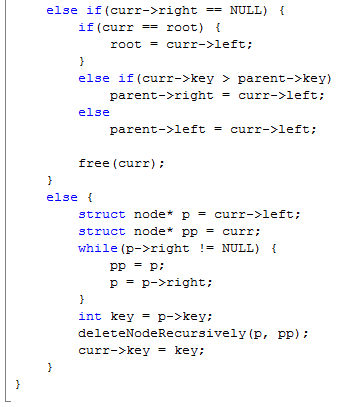 else if(curr->right == NULL) {
if(curr == root) {
root = curr->left;
}
else if(curr->key > parent->key)
parent->right = curr->left;
else
parent->left = curr->left;
free(curr);
}
else {
struct node* p = curr->left;
struct node* pp = curr;
while(p->right != NULL) {
pp = p;
p = p->right;
}
int key = p->key;
deleteNodeRecursively(p, pp);
curr->key = key;
}
}